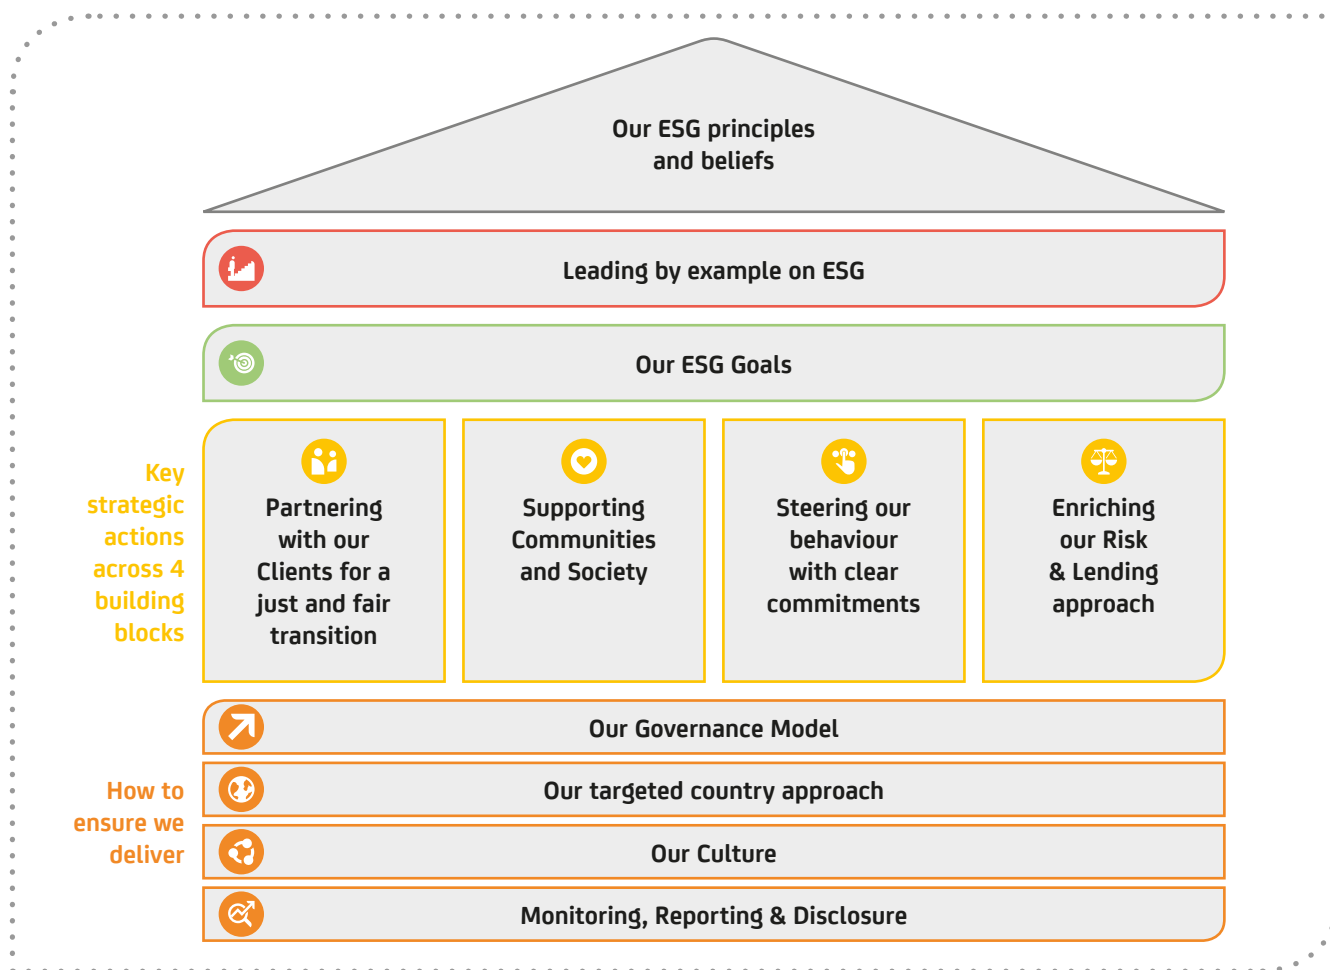 Our ESG principles
and beliefs
Leading by example on ESG
Our ESG Goals
Key
strategic
actions
across 4
building
blocks
Partnering
with our
Clients for a
just and fair
transition
Supporting
Communities
and Society
Steering our
behaviour
with clear
commitments
Enriching
our Risk
& Lending
approach
How to
ensure we
deliver
Our Governance Model
Our targeted country approach
Our Culture
Monitoring, Reporting & Disclosure